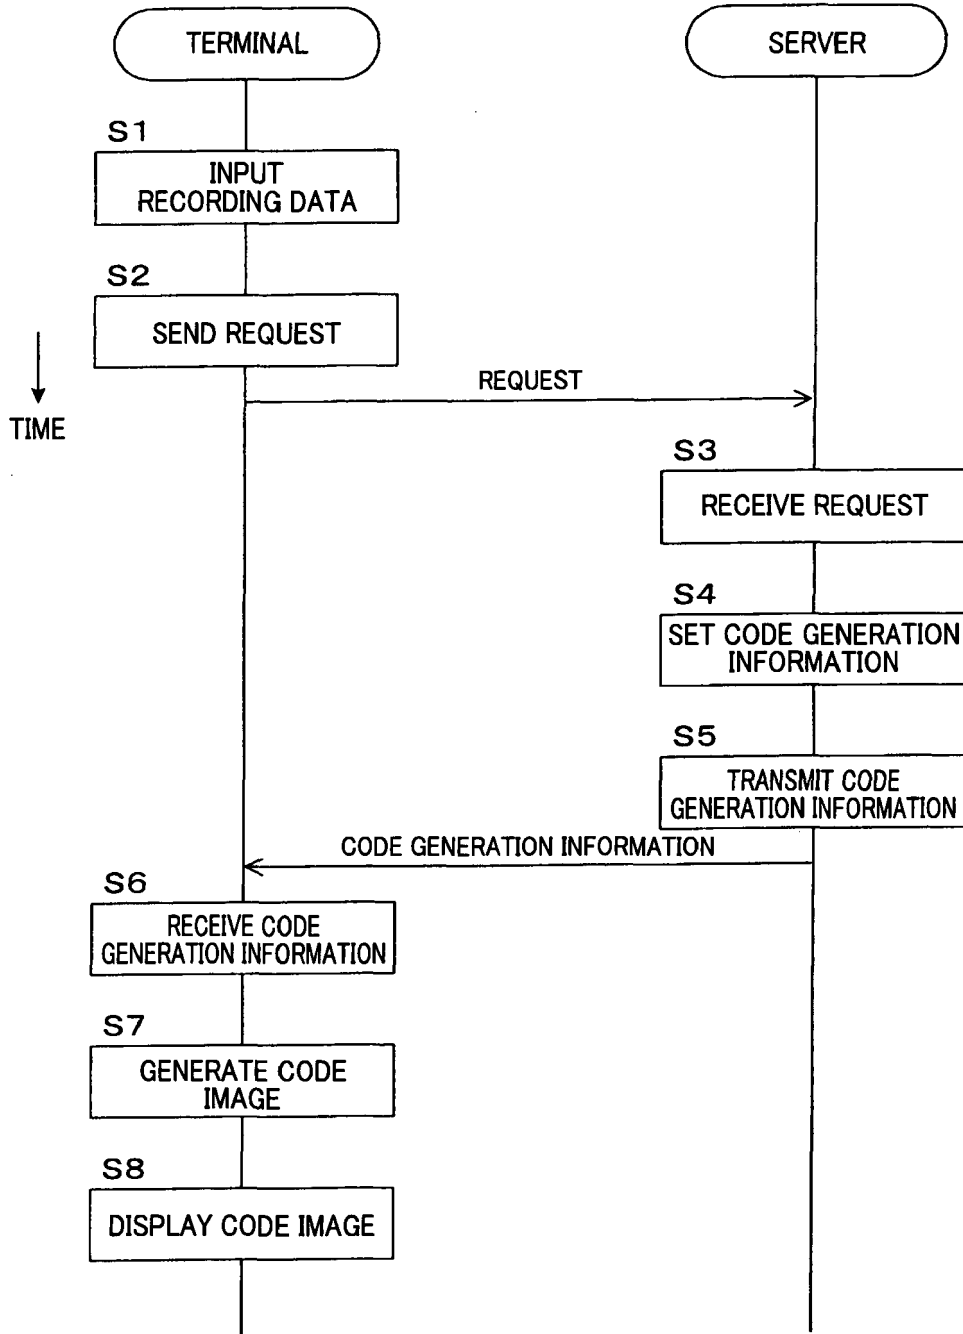 TERMINAL
SERVER
S1
INPUT
RECORDING DATA
S2
SEND REQUEST
TIME
REQUEST
S3
RECEIVE REQUEST
S4
SET CODE GENERATION
INFORMATION
S5
TRANSMIT CODE
GENERATION INFORMATION
CODE GENERATION INFORMATION
S6
RECEIVE CODE
GENERATION INFORMATION
S7
GENERATE CODE
IMAGE
S8
DISPLAY CODE IMAGE